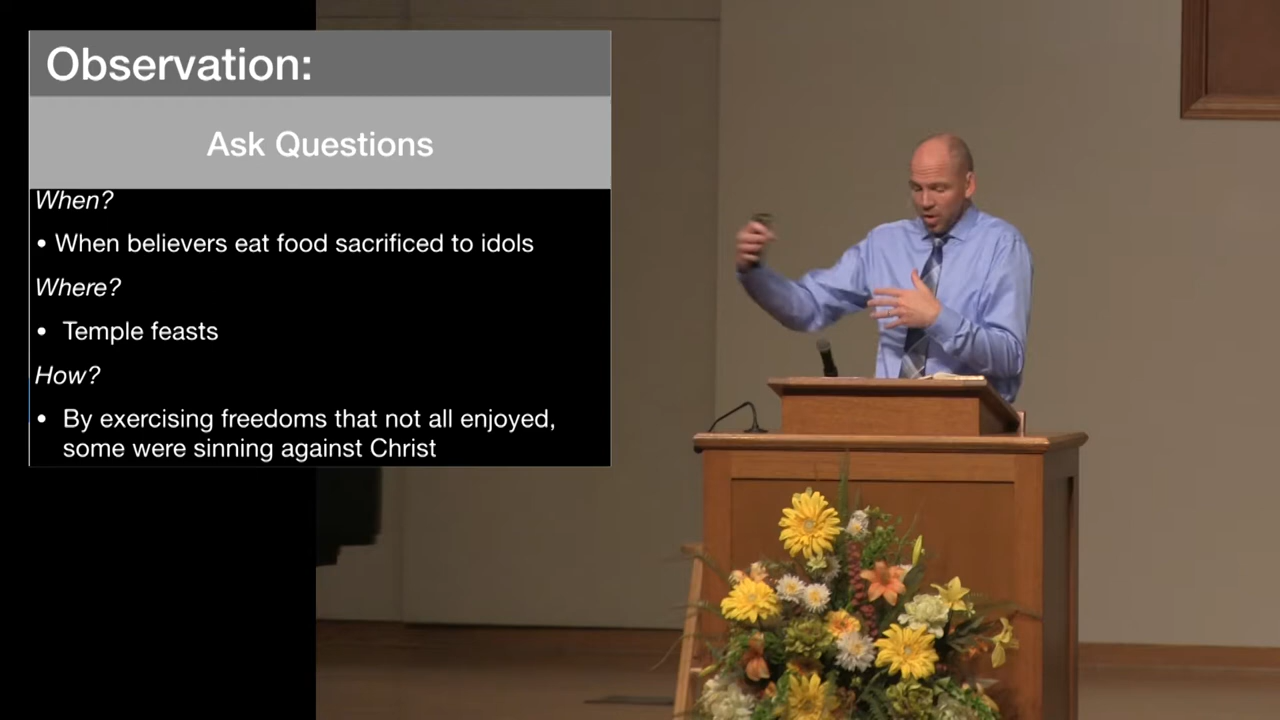 Observation:
Ask Questions
When?
• When believers eat food sacrificed to idols
Where?
• Temple feasts
How?
• By exercising freedoms that not all enjoyed,
some were sinning against Christ